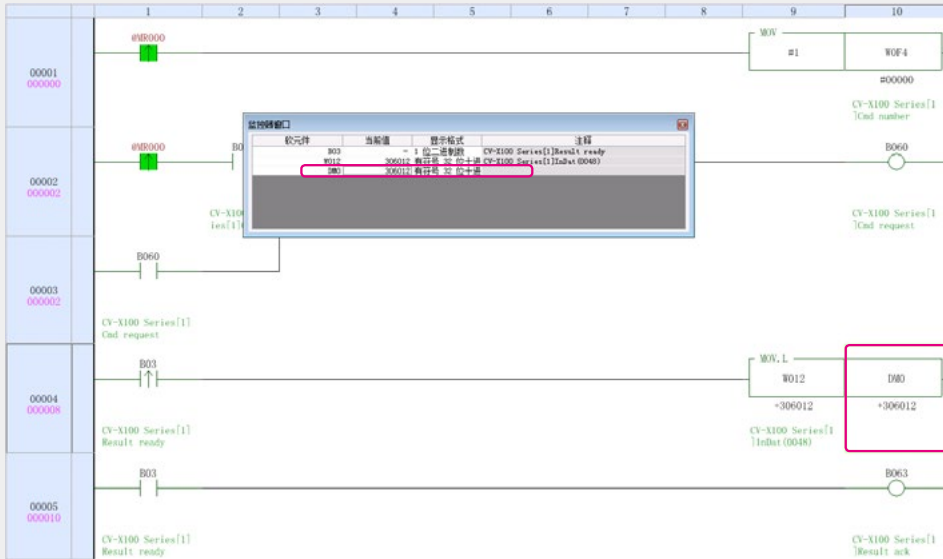 1 2 3 4 5 6 7 8 9 10
@MR000
MOV
#1 W0F4
00001
000000
#00000
CV-X100 Series[1
]Cmd number
监控器窗口
软元件 当前值 显示格式 注释
B03 - 1 位二进制数 CV-X100 Series[1]Result ready
W012 306012 有符号 32 位十进 CV-X100 Series[1]InDat(0048)
DM0 306012 有符号 32 位十进
@MR000
B060
00002
000002
CV-X100
ies[1]
CV-X100 Series[1
]Cmd request
B060
00003
000002
CV-X100 Series[1]
Cmd request
B03
MOV.L
W012 DM0
00004
000008
+306012 +306012
CV-X100 Series[1]
Result ready
CV-X100 Series[1
]InDat(0048)
B03
B063
00005
000010
CV-X100 Series[1]
Result ready
CV-X100 Series[1
]Result ack